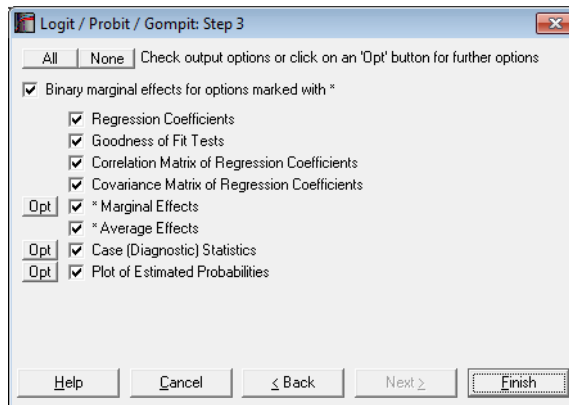 Logit / Probit / Gompit: Step 3
All None Check output options or click on an 'Opt' button for further options
Binary marginal effects for options marked with *
Regression Coefficients
Goodness of Fit Tests
Correlation Matrix of Regression Coefficients
Covariance Matrix of Regression Coefficients
Opt * Marginal Effects
* Average Effects
Opt Case (Diagnostic) Statistics
Opt Plot of Estimated Probabilities
Help Cancel < Back Next > Finish